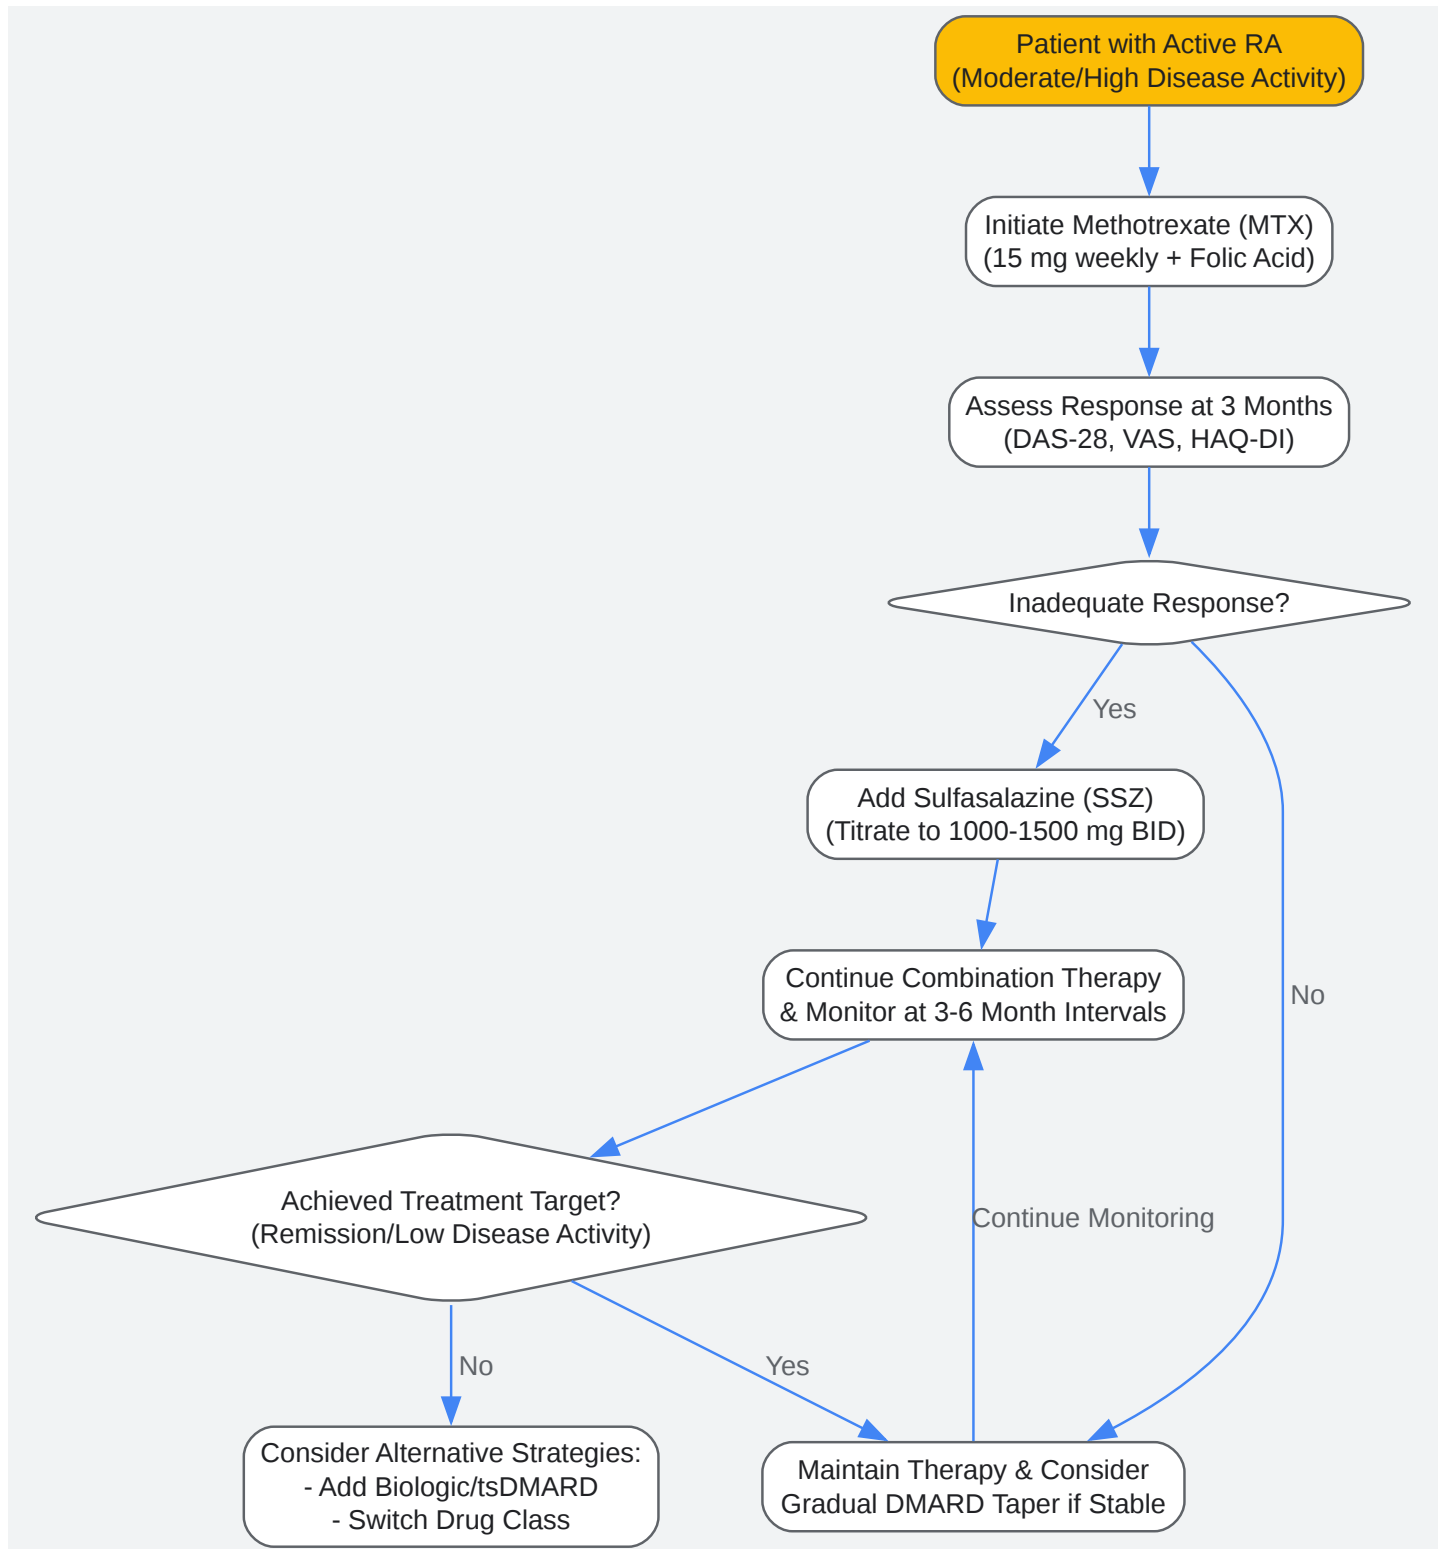 Patient with Active RA
(Moderate/High Disease Activity)
Initiate Methotrexate (MTX)
(15 mg weekly + Folic Acid)
Assess Response at 3 Months
(DAS-28, VAS, HAQ-DI)
Inadequate Response?
Yes
Add Sulfasalazine (SSZ)
(Titrate to 1000-1500 mg BID)
Continue Combination Therapy
& Monitor at 3-6 Month Intervals
No
Achieved Treatment Target?
(Remission/Low Disease Activity)
Continue Monitoring
No
Yes
Consider Alternative Strategies:
- Add Biologic/tsDMARD
- Switch Drug Class
Maintain Therapy & Consider
Gradual DMARD Taper if Stable